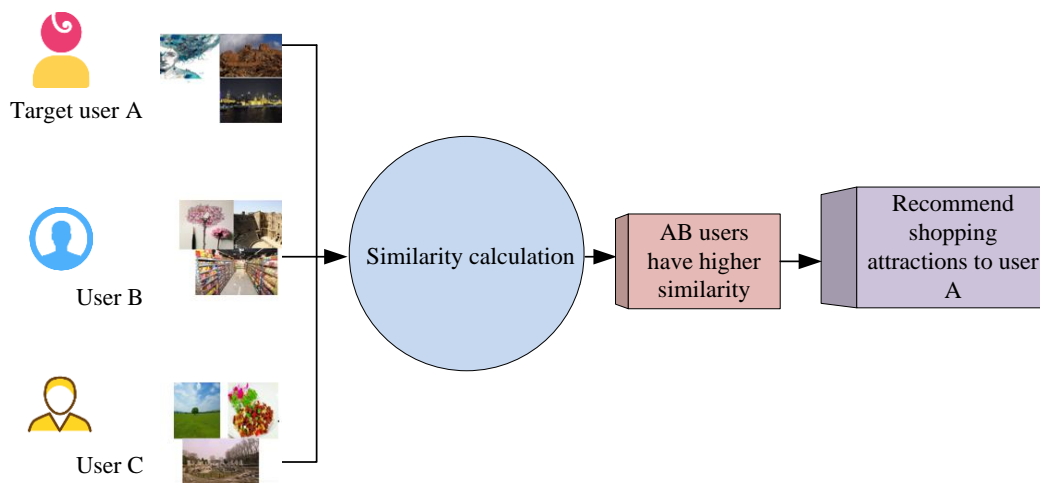 Target user A
User B
User C
Similarity calculation
AB users
have higher
similarity
Recommend
shopping
attractions to user
A